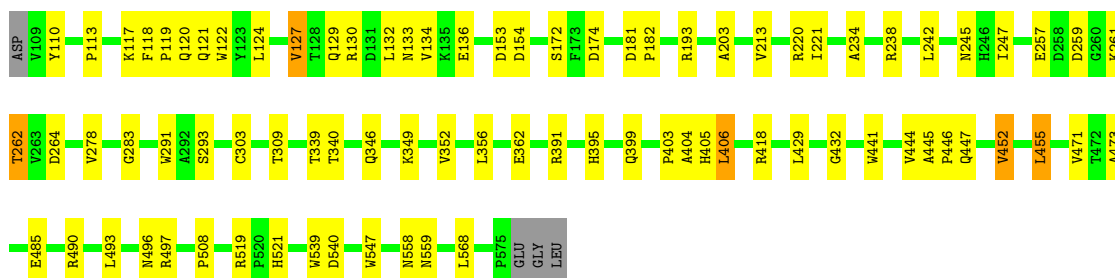 ASP V109 Y110 P113 K117 F118 P119 Q120 Q121 W122 Y123 L124 V127 T128 Q129 R130 D131 L132 N133 V134 K135 E136 D153 D154 S172 F173 D174 D181 P182 R193 A203 V213 R220 I221 A234 R238 L242 N245 H246 I247 E257 D258 D259 G260 K261
T262 V263 D264 V278 G283 W291 A292 S293 C303 T309 T339 T340 Q346 K349 V352 L356 E362 R391 H395 Q399 P403 A404 H405 L406 R418 L429 G432 W441 V444 A445 P446 Q447 V452 L455 V471 T472 A473
E485 R490 L493 N496 R497 P508 R519 P520 H521 W539 D540 W547 N558 N559 L568 P575 GLU GLY LEU